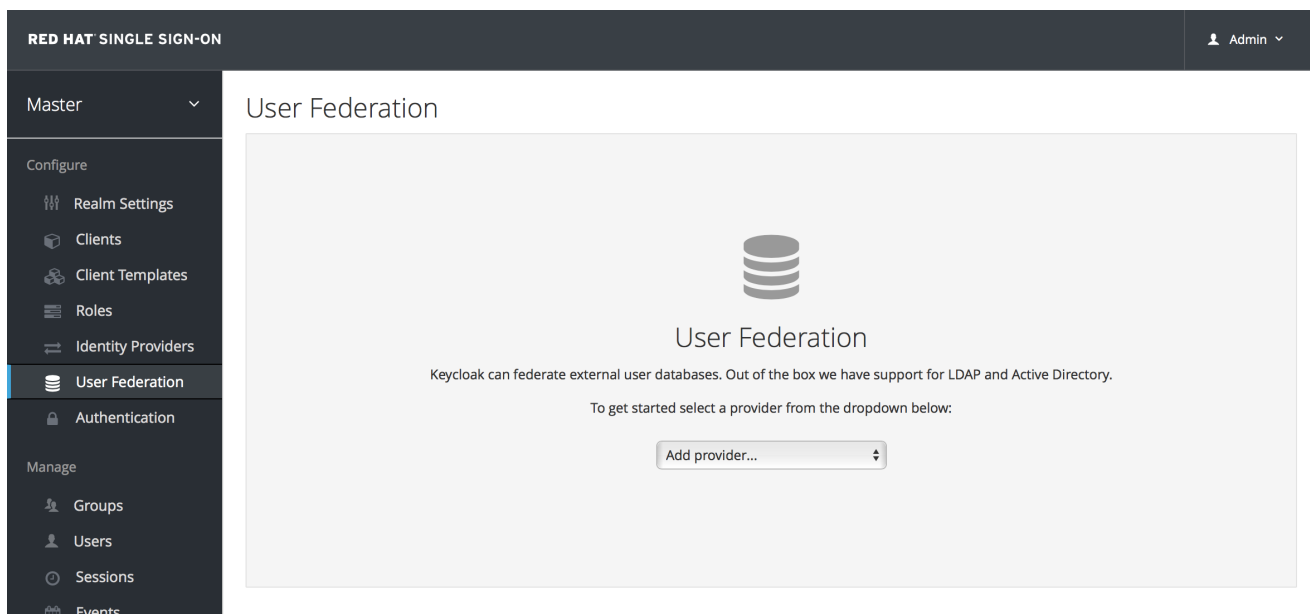 RED HAT SINGLE SIGN-ON
Admin
Master
User Federation
Configure
Realm Settings
Clients
Client Templates
Roles
Identity Providers
User Federation
Authentication
Manage
Groups
Users
Sessions
Events
User Federation
Keycloak can federate external user databases. Out of the box we have support for LDAP and Active Directory.
To get started select a provider from the dropdown below:
Add provider...